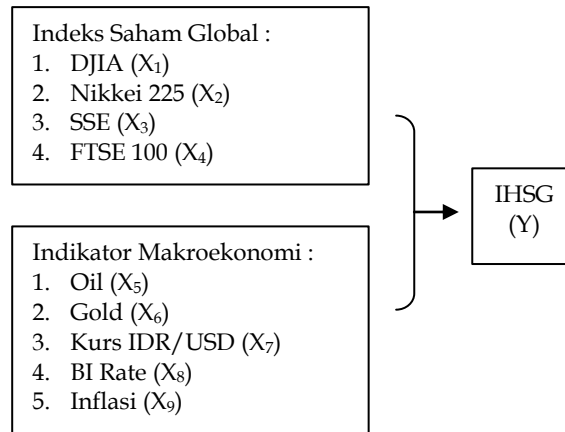 Indeks Saham Global :
1. DJIA (X₁)
2. Nikkei 225 (X₂)
3. SSE (X₃)
4. FTSE 100 (X₄)
IHSG
(Y)
Indikator Makroekonomi :
1. Oil (X₅)
2. Gold (X₆)
3. Kurs IDR/USD (X₇)
4. BI Rate (X₈)
5. Inflasi (X₉)